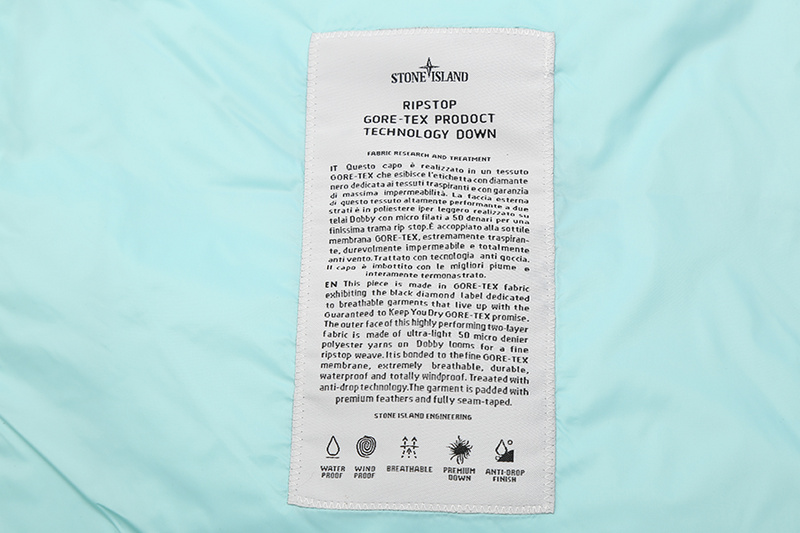 STONE ISLAND
RIPSTOP
GORE-TEX PRODUCT
TECHNOLOGY DOWN
FABRIC RESEARCH AND TREATMENT
IT Questo capo è realizzato in un tessuto
GORE-TEX che esibisce l'etichetta con diamante
nero dedicata ai tessuti traspiranti e con garanzia
di massima impermeabilità. La faccia esterna
di questo tessuto altamente performante a due
strati è in poliestere iper leggero realizzato su
telai Dobby con micro filati a 50 denari per una
finissima trama rip stop.È accoppiato alla sottile
membrana GORE-TEX, estremamente traspiran-
te, durevolmente impermeabile e totalmente
anti vento. Trattato con tecnologia anti goccia.
Il capo è imbottito con le migliori piume e
interamente termonastrato.
EN This piece is made in GORE-TEX fabric
exhibiting the black diamond label dedicated
to breathable garments that live up with the
Guaranteed to Keep You Dry GORE-TEX promise.
The outer face of this highly performing two-layer
fabric is made of ultra-light 50 micro denier
polyester yarns on Dobby looms for a fine
ripstop weave. It is bonded to the fine GORE-TEX
membrane, extremely breathable, durable,
waterproof and totally windproof. Treaated with
anti-drop technology.The garment is padded with
premium feathers and fully seam-taped.
STONE ISLAND ENGINEERING
WATER PROOF
WIND PROOF
BREATHABLE
PREMIUM DOWN
ANTI-DROP FINISH